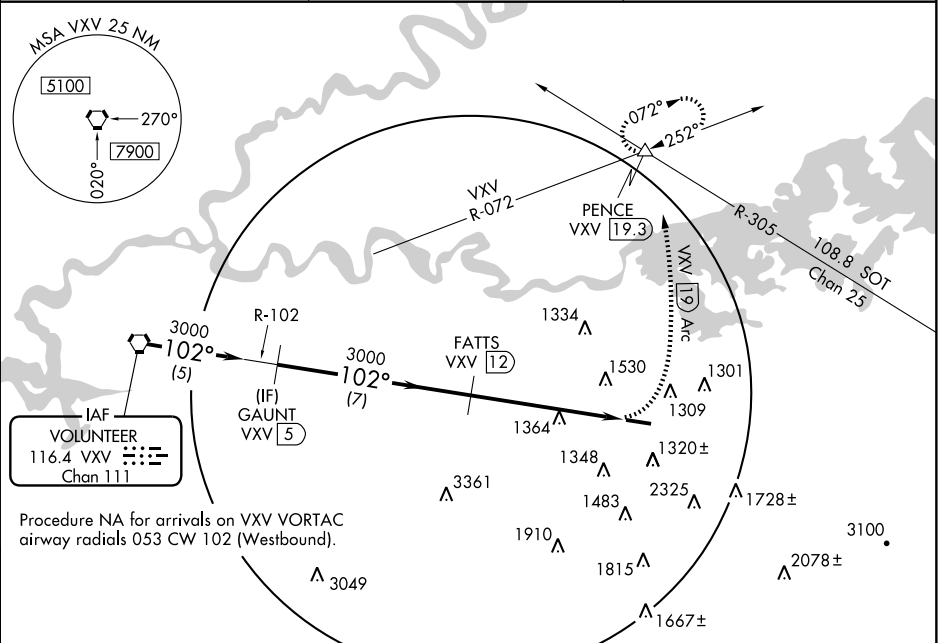 MSA VXV 25 NM
5100
270°
7900
020°
072°
252°
VXV
R-072
PENCE
VXV 19.3
R-305
108.8 SOT
Chan 25
VXV 19 Arc
R-102
3000
102°
(5)
(IF)
GAUNT
VXV 5
3000
102°
(7)
FATTS
VXV 12
1334
1530
1301
1309
1364
1320±
1348
3361
1483
2325
1728±
1910
1815
3100
2078±
3049
1667±
IAF
VOLUNTEER
116.4 VXV
Chan 111
Procedure NA for arrivals on VXV VORTAC
airway radials 053 CW 102 (Westbound).